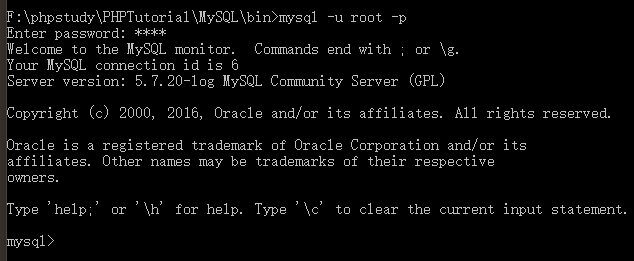 F:\phpstudy\PHPTutorial\MySQL\bin>mysql -u root -p
Enter password: ****
Welcome to the MySQL monitor.  Commands end with ; or \g.
Your MySQL connection id is 6
Server version: 5.7.20-log MySQL Community Server (GPL)
Copyright (c) 2000, 2016, Oracle and/or its affiliates. All rights reserved.
Oracle is a registered trademark of Oracle Corporation and/or its
affiliates. Other names may be trademarks of their respective
owners.
Type 'help;' or '\h' for help. Type '\c' to clear the current input statement.
mysql>